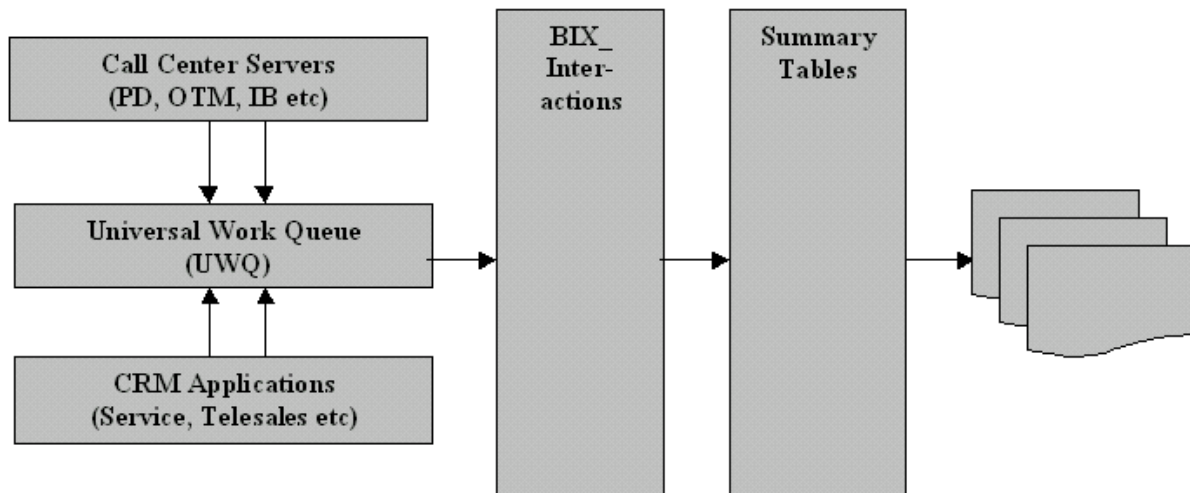 Call Center Servers
(PD, OTM, IB etc)
Universal Work Queue
(UWQ)
CRM Applications
(Service, Telesales etc)
BIX_
Inter-
actions
Summary
Tables